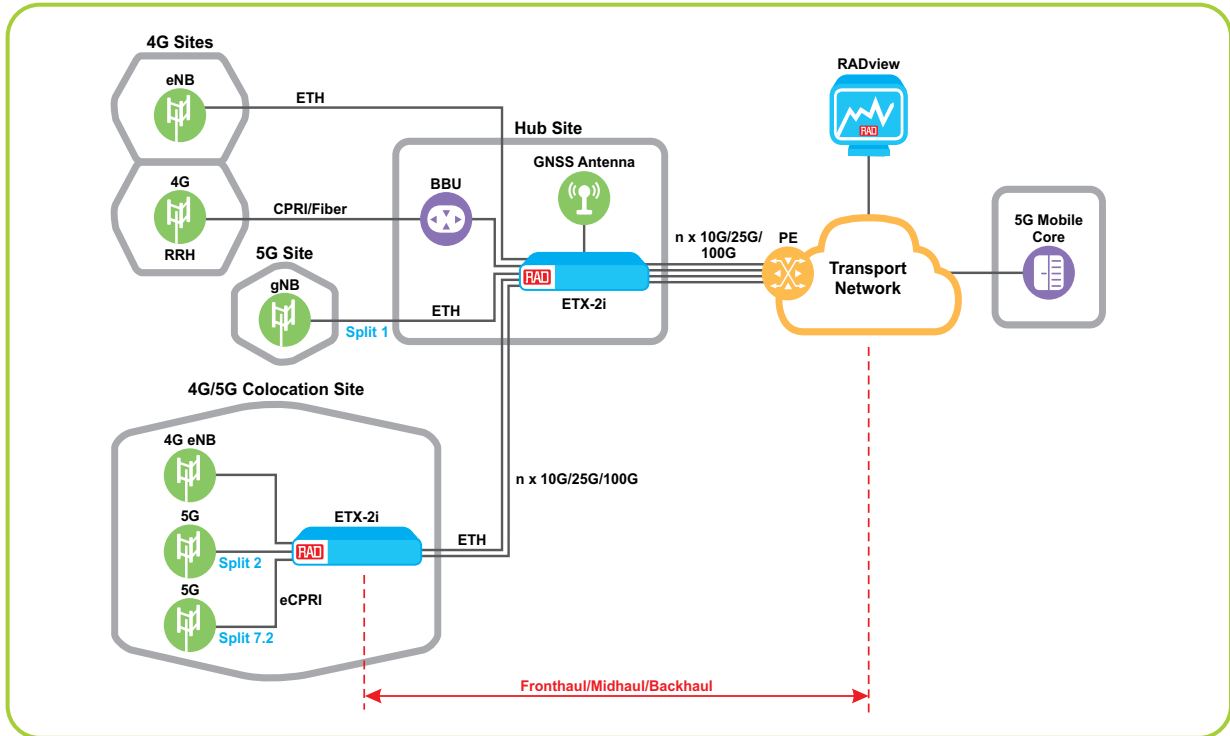 4G Sites
eNB
ETH
4G
RRH
CPRI/Fiber
5G Site
gNB
Split 1
ETH
Hub Site
BBU
GNSS Antenna
RAD
ETX-2i
n x 10G/25G/
100G
PE
RADview
RAD
Transport
Network
5G Mobile
Core
4G/5G Colocation Site
4G eNB
5G
Split 2
5G
Split 7.2
eCPRI
ETX-2i
RAD
ETH
n x 10G/25G/100G
Fronthaul/Midhaul/Backhaul